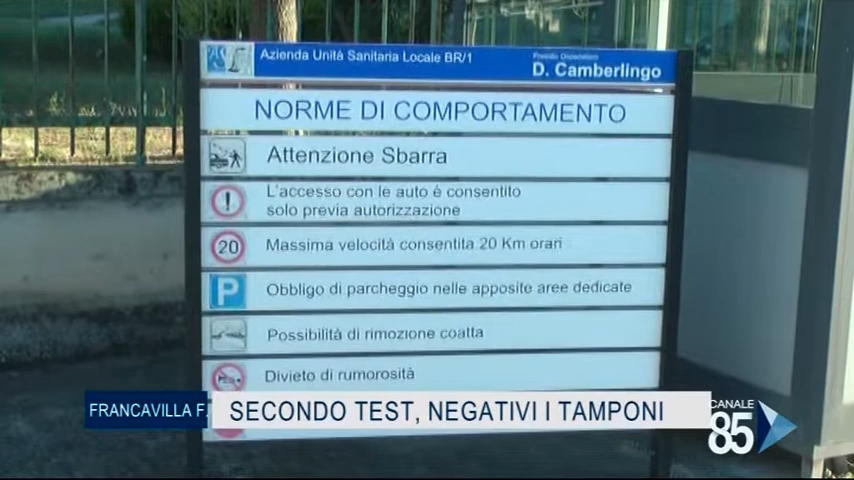 Azienda Unità Sanitaria Locale BR/1
Presidio Ospedaliero
D. Camberlingo
NORME DI COMPORTAMENTO
Attenzione Sbarra
L'accesso con le auto è consentito
solo previa autorizzazione
20
Massima velocità consentita 20 Km orari
P
Obbligo di parcheggio nelle apposite aree dedicate
Possibilità di rimozione coatta
Divieto di rumorosità
FRANCAVILLA F.
SECONDO TEST, NEGATIVI I TAMPONI
CANALE
85